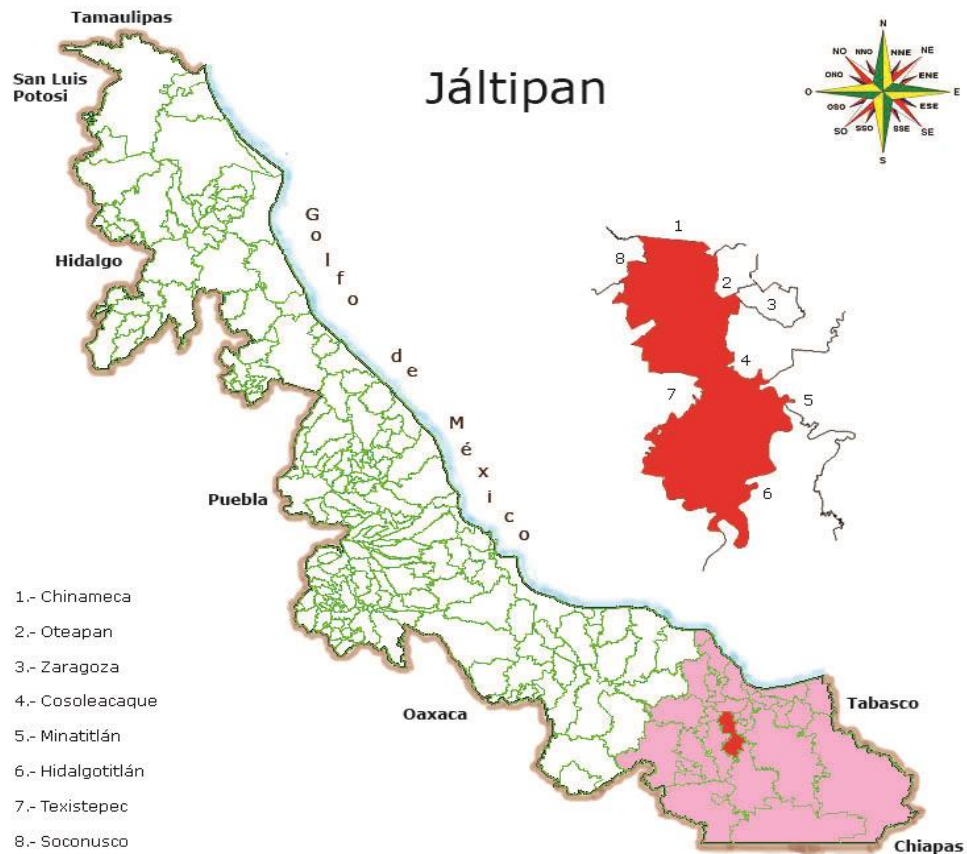 Tamaulipas
San Luis
Potosi
Jáltipan
N
NO
NNO
NNE
NE
ONO
ENE
O
E
OSO
ESE
SO
SSO
SSE
SE
S
Golfo
de
México
Hidalgo
Puebla
Oaxaca
Tabasco
Chiapas
1
8
2
3
4
7
5
6
1.- Chinameca
2.- Oteapan
3.- Zaragoza
4.- Cosoleacaque
5.- Minatitlán
6.- Hidalgotitlán
7.- Texistepec
8.- Soconusco